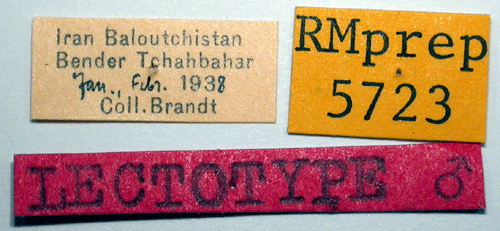 Iran Baloutchistan
Bender Tchahbahar
Jan., Febr. 1938
Coll. Brandt
RMprep
5723
LECTOTYPE ♂